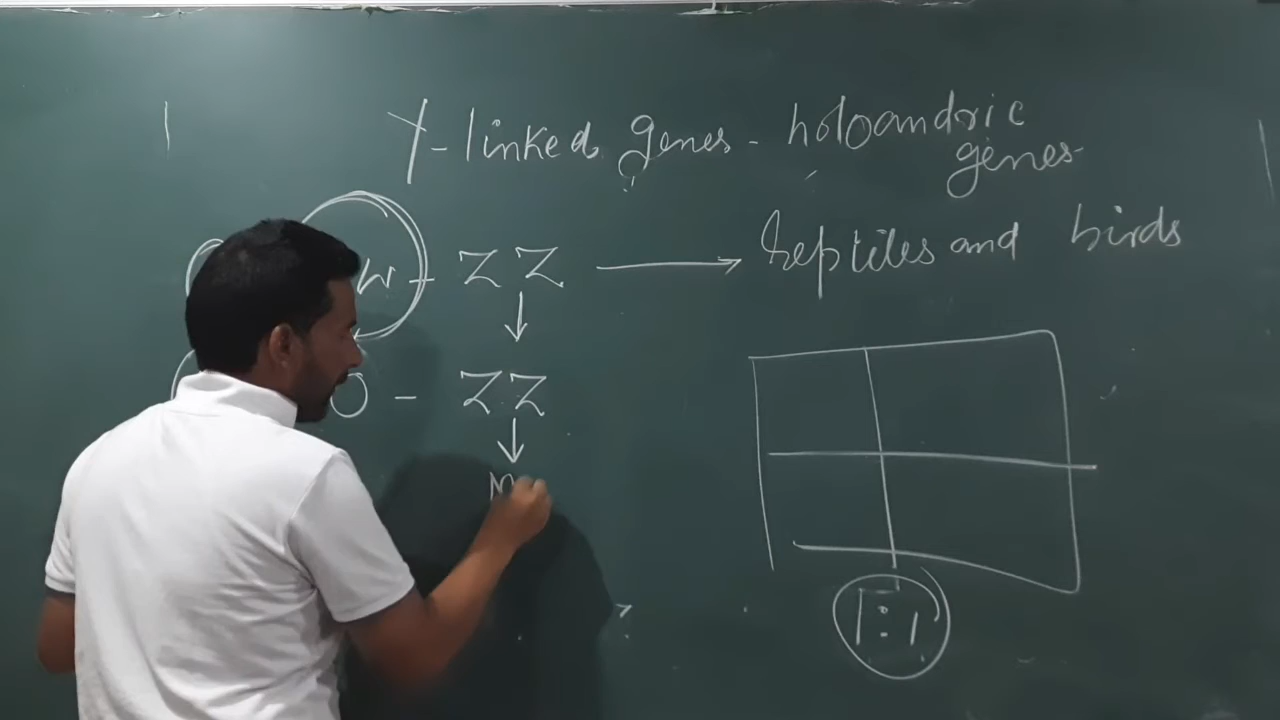 Y-linked genes - holoandric
genes-
W - ZZ → reptiles and birds
↓
O - ZZ
↓
M
1:1